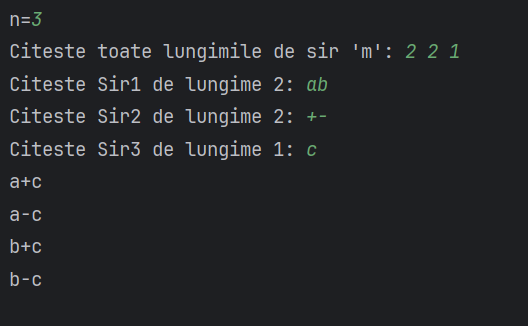 n=3
Citeste toate lungimile de sir 'm': 2 2 1
Citeste Sir1 de lungime 2: ab
Citeste Sir2 de lungime 2: +-
Citeste Sir3 de lungime 1: c
a+c
a-c
b+c
b-c